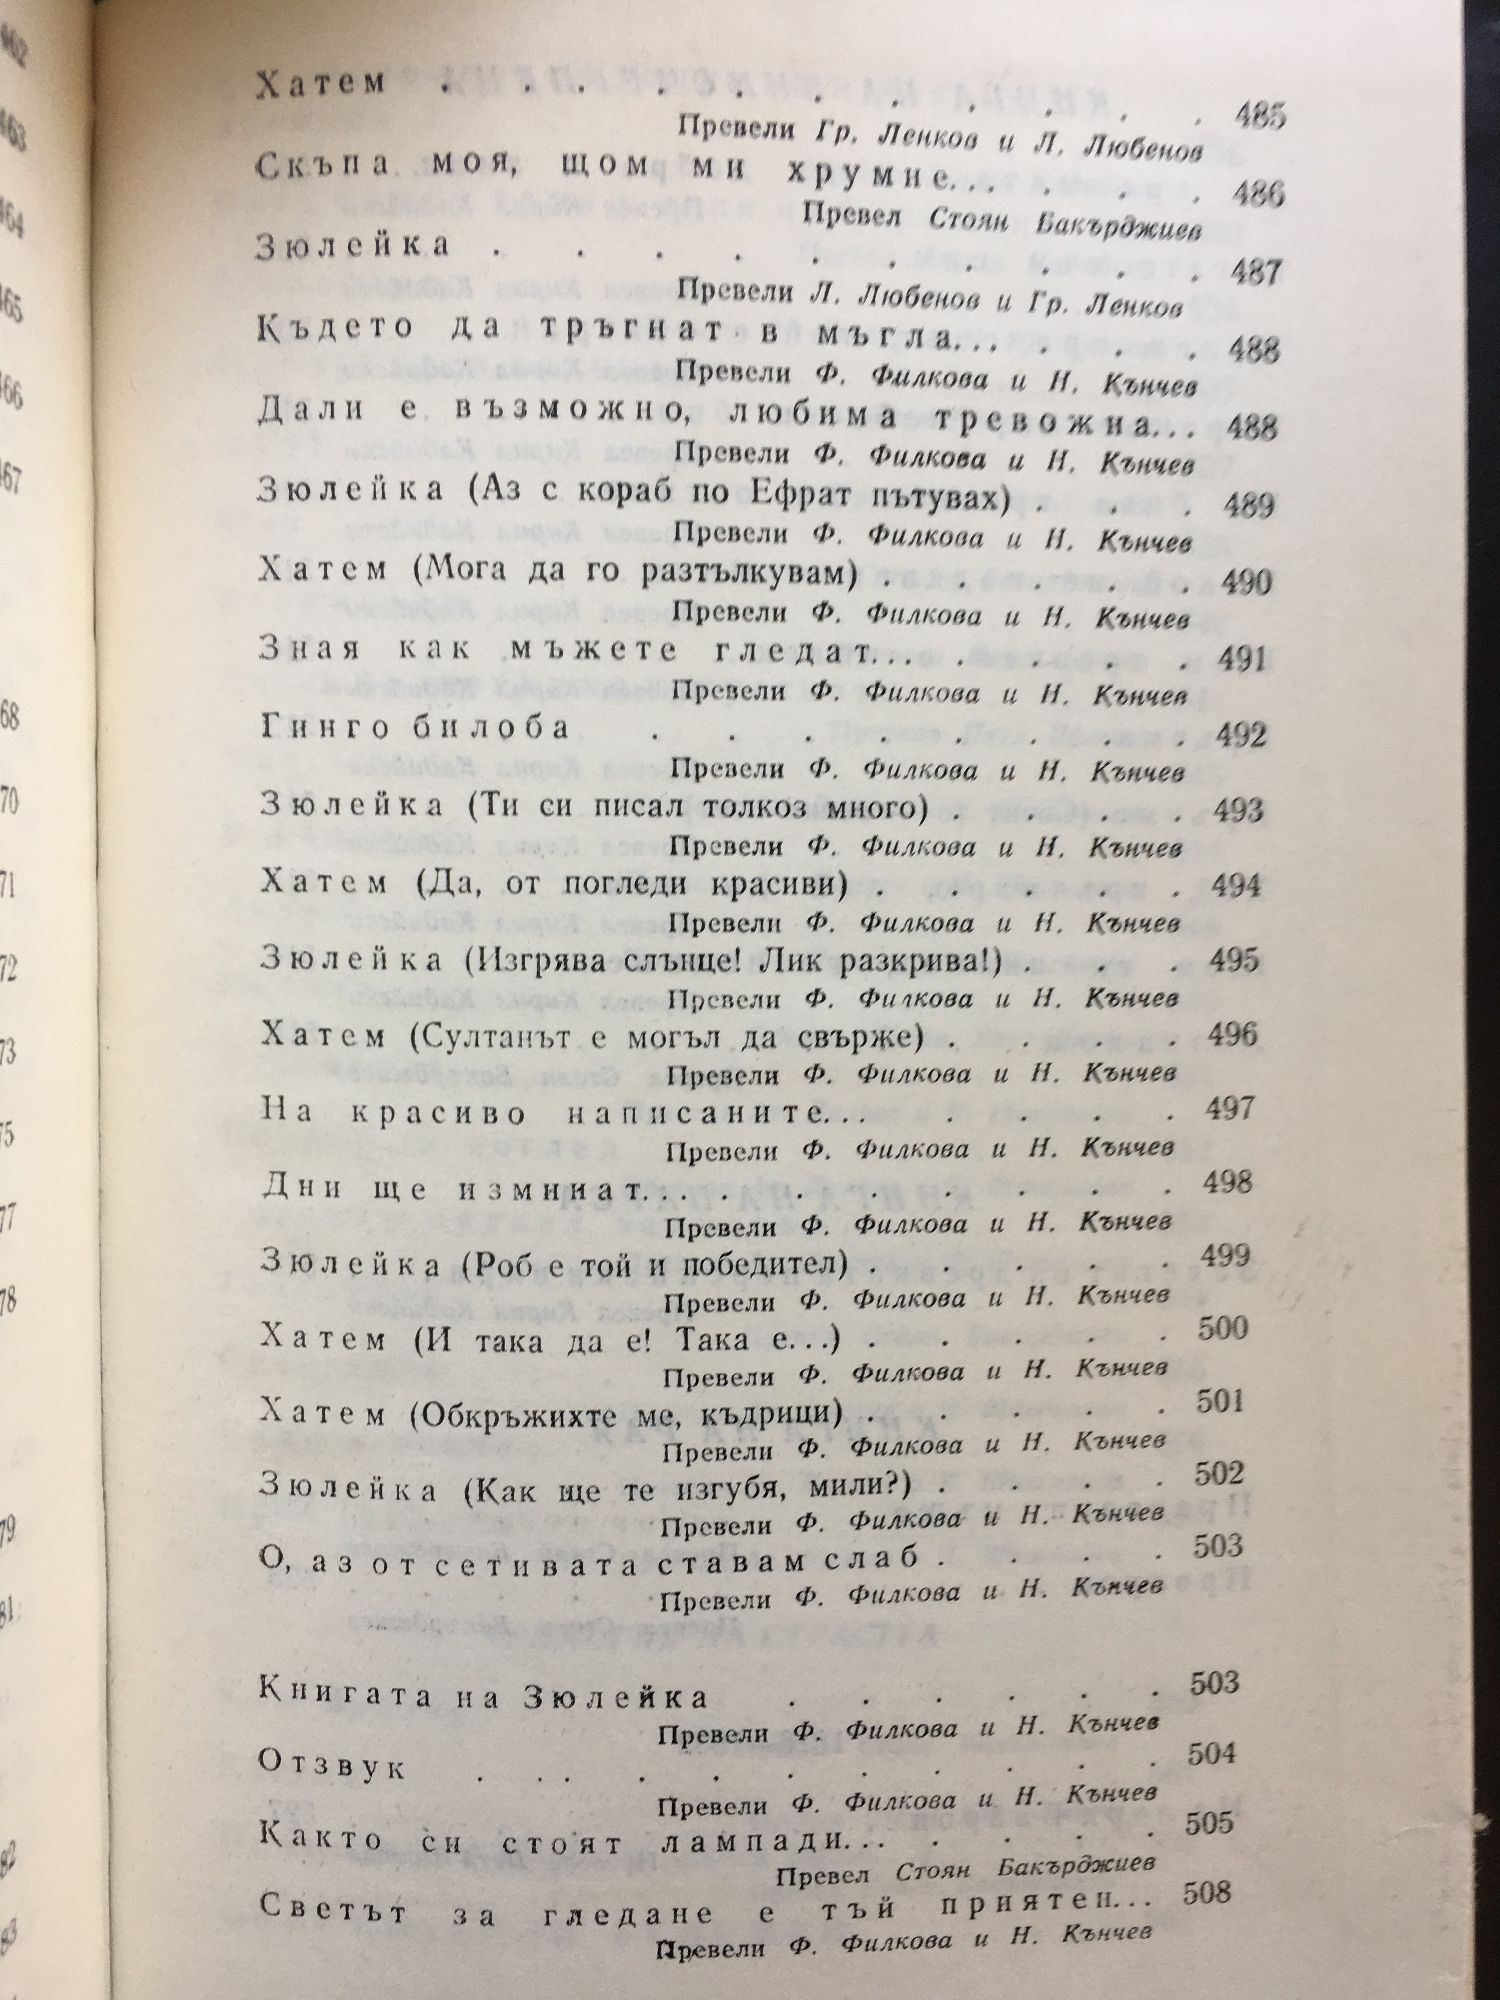 Хатем . . . . . . . . . . . 485
Превели Гр. Ленков и Л. Любенов
Скъпа моя, щом ми хрумне... . . . 486
Превел Стоян Бакърджиев
Зюлейка . . . . . . . . . . 487
Превели Л. Любенов и Гр. Ленков
Където да тръгнат в мъгла... . . . 488
Превели Ф. Филкова и Н. Кънчев
Дали е възможно, любима тревожна... 488
Превели Ф. Филкова и Н. Кънчев
Зюлейка (Аз с кораб по Ефрат пътувах) . . . 489
Превели Ф. Филкова и Н. Кънчев
Хатем (Мога да го разтълкувам) . . . . . 490
Превели Ф. Филкова и Н. Кънчев
Зная как мъжете гледат... . . . . 491
Превели Ф. Филкова и Н. Кънчев
Гинго билоба . . . . . . . . 492
Превели Ф. Филкова и Н. Кънчев
Зюлейка (Ти си писал толкоз много) . . . . 493
Превели Ф. Филкова и Н. Кънчев
Хатем (Да, от погледи красиви) . . . . . 494
Превели Ф. Филкова и Н. Кънчев
Зюлейка (Изгрява слънце! Лик разкрива!) . . . 495
Превели Ф. Филкова и Н. Кънчев
Хатем (Султанът е могъл да свърже) . . . . 496
Превели Ф. Филкова и Н. Кънчев
На красиво написаните... . . . . 497
Превели Ф. Филкова и Н. Кънчев
Дни ще изминат... . . . . . . . 498
Превели Ф. Филкова и Н. Кънчев
Зюлейка (Роб е той и победител) . . . . . 499
Превели Ф. Филкова и Н. Кънчев
Хатем (И така да е! Така е...) . . . . . 500
Превели Ф. Филкова и Н. Кънчев
Хатем (Обкръжихте ме, къдрици) . . . . . 501
Превели Ф. Филкова и Н. Кънчев
Зюлейка (Как ще те изгубя, мили?) . . . . 502
Превели Ф. Филкова и Н. Кънчев
О, аз от сетивата ставам слаб . . . . 503
Превели Ф. Филкова и Н. Кънчев
Книгата на Зюлейка . . . . . . 503
Превели Ф. Филкова и Н. Кънчев
Отзвук . . . . . . . . . . 504
Превели Ф. Филкова и Н. Кънчев
Както си стоят лампади... . . . . 505
Превел Стоян Бакърджиев
Светът за гледане е тъй приятен... 508
Превели Ф. Филкова и Н. Кънчев